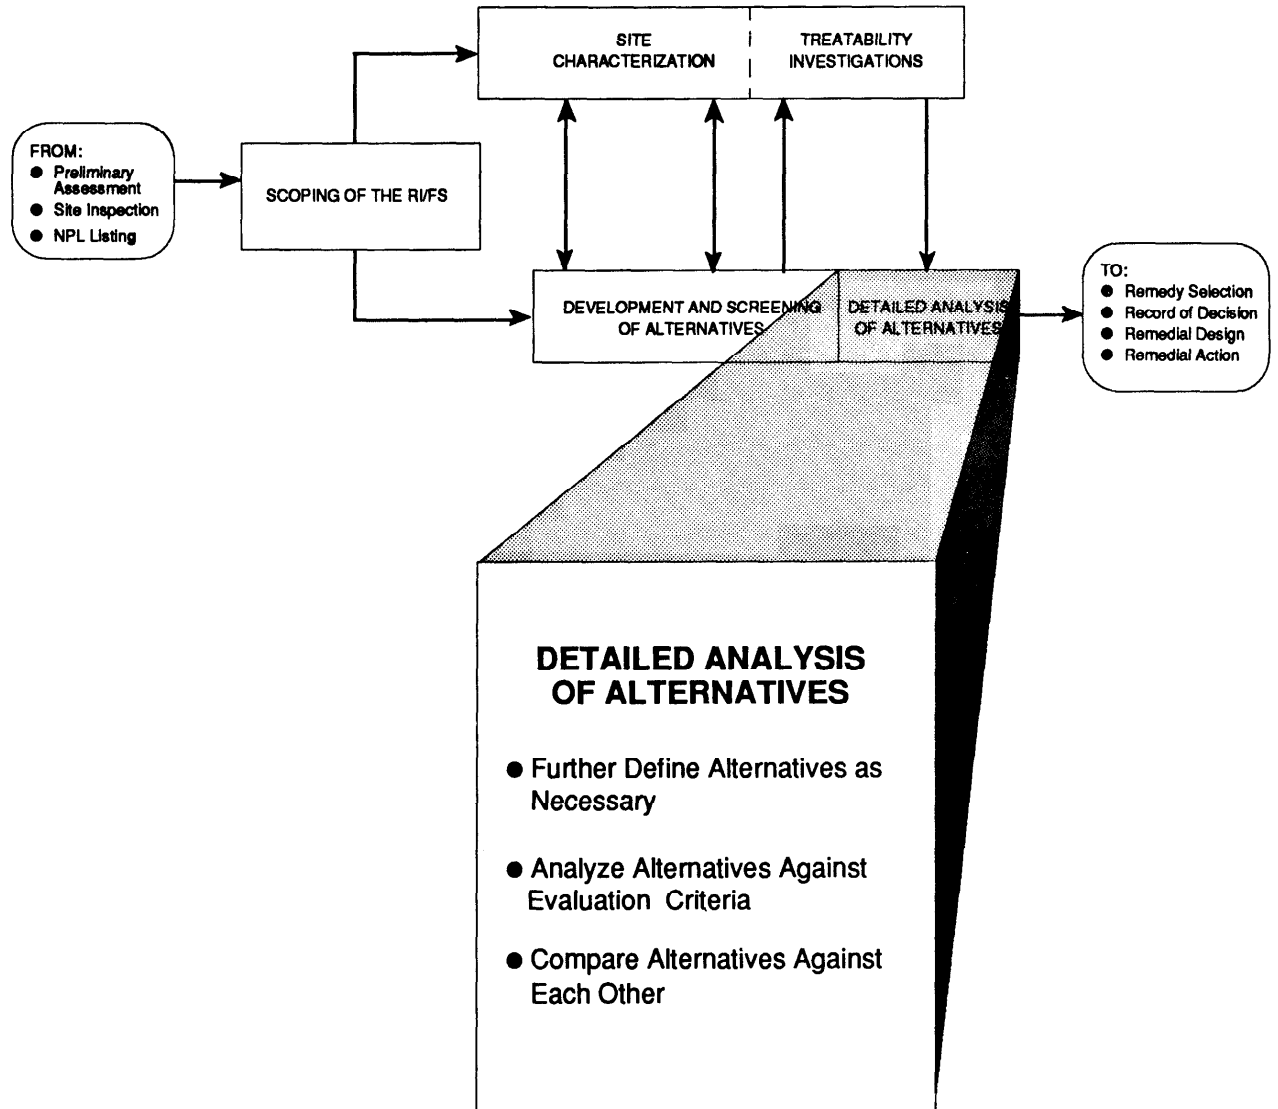 SITE
CHARACTERIZATION
TREATABILITY
INVESTIGATIONS
FROM:
● Preliminary
Assessment
● Site Inspection
● NPL Listing
SCOPING OF THE RI/FS
DEVELOPMENT AND SCREENING
OF ALTERNATIVES
DETAILED ANALYSIS
OF ALTERNATIVES
TO:
● Remedy Selection
● Record of Decision
● Remedial Design
● Remedial Action
DETAILED ANALYSIS
OF ALTERNATIVES
● Further Define Alternatives as
Necessary
● Analyze Alternatives Against
Evaluation Criteria
● Compare Alternatives Against
Each Other